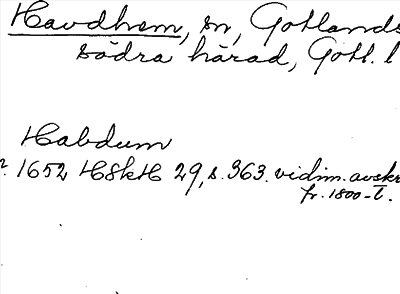 Havdhem, sn, Gotlands
södra härad, Gotl. l
Habdum
1652 HSkH 29, s. 363. vidim. avskr
fr. 1800-t.